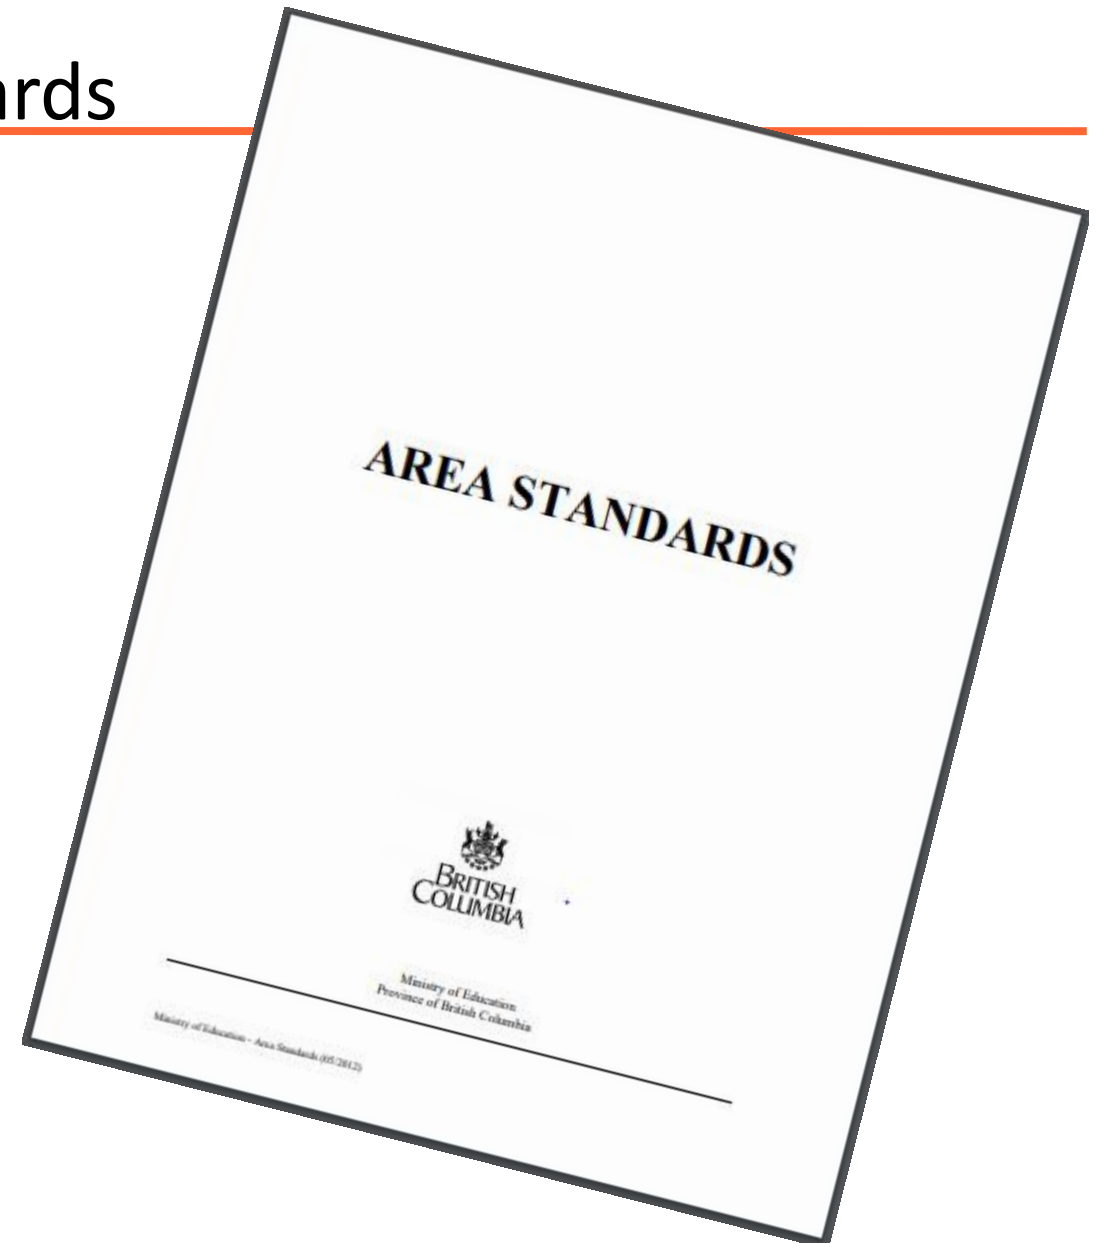 rds
AREA STANDARDS
BRITISH
COLUMBIA
Ministry of Education
Province of British Columbia
Ministry of Education - Area Standards (05/2012)